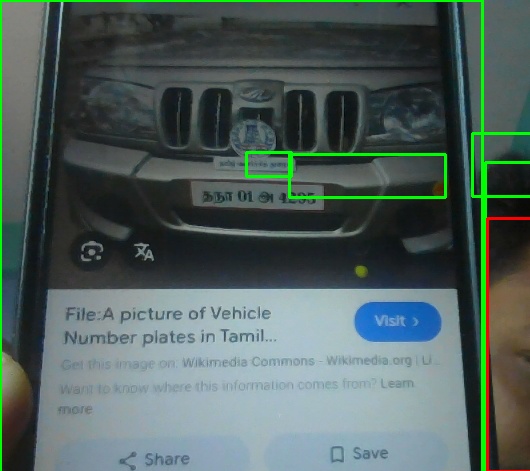 தநா 01 அ 4295
File:A picture of Vehicle
Number plates in Tamil...
Visit >
Get this image on: Wikimedia Commons - Wikimedia.org | Li...
Want to know where this information comes from? Learn
more
Share
Save